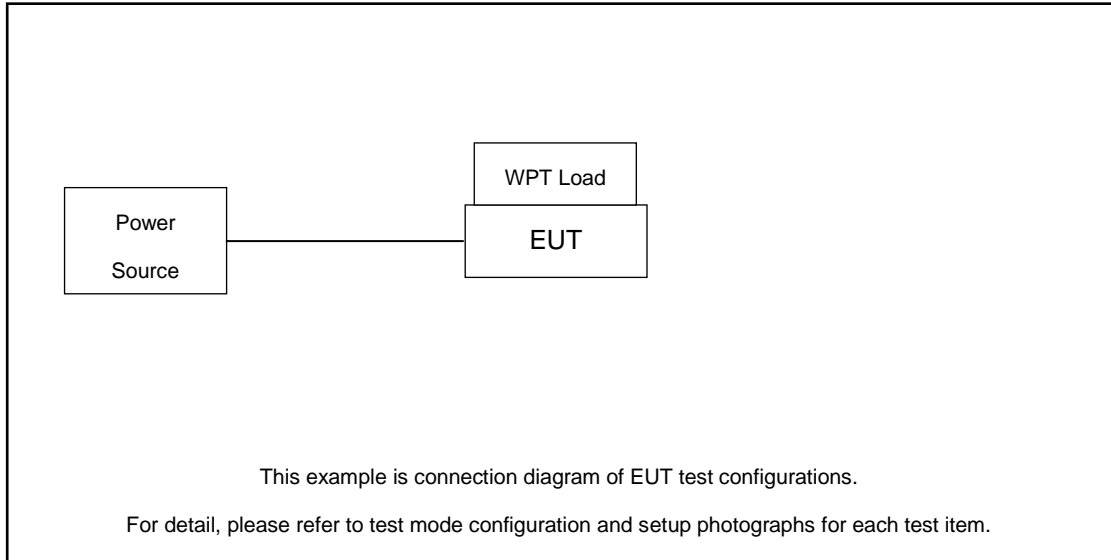 WPT Load
Power
Source
EUT
This example is connection diagram of EUT test configurations.
For detail, please refer to test mode configuration and setup photographs for each test item.